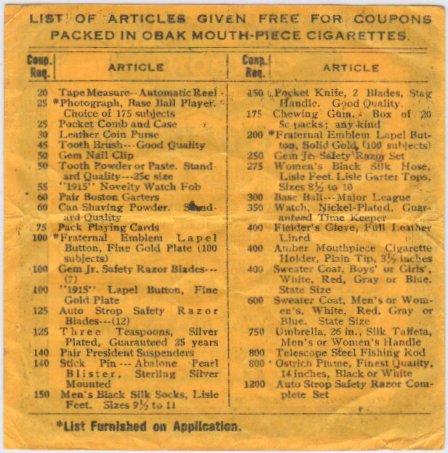 LIST OF ARTICLES GIVEN FREE FOR COUPONS
PACKED IN OBAK MOUTH-PIECE CIGARETTES.
Coup. Req. ARTICLE
20 Tape Measure--Automatic Reel
25 *Photograph, Base Ball Player.
Choice of 175 subjects
25 Pocket Comb and Case
30 Leather Coin Purse
45 Tooth Brush---Good Quality
50 Gem Nail Clip
50 Tooth Powder or Paste. Stand-
ard Quality-----25c size
55 "1915" Novelty Watch Fob
60 Pair Boston Garters
60 Can Shaving Powder. Stand-
ard Quality
75 Pack Playing Cards
100 *Fraternal Emblem Lapel
Button, Fine Gold Plate (100
subjects)
100 Gem Jr. Safety Razor Blades---
(7)
100 "1915" Lapel Button, Fine
Gold Plate
125 Auto Strop Safety Razor
Blades---(12)
125 Three Teaspoons, Silver
Plated, Guaranteed 25 years
140 Pair President Suspenders
140 Stick Pin---Abalone Pearl
Blister, Sterling Silver
Mounted
150 Men's Black Silk Socks, Lisle
Feet. Sizes 9½ to 11
Coup. Req. ARTICLE
150 Pocket Knife, 2 Blades, Stag
Handle. Good Quality.
175 Chewing Gum. Box of 20
5c packs; any kind
200 *Fraternal Emblem Lapel But-
ton, Solid Gold, (100 subjects)
250 Gem Jr. Safety Razor Set
275 Women's Black Silk Hose,
Lisle Feet. Lisle Garter Tops,
Sizes 8½ to 10
300 Base Ball---Major League
350 Watch, Nickel-Plated, Guar-
anteed Time Keeper
400 Fielder's Glove, Full Leather
Lined
400 Amber Mouthpiece Cigarette
Holder, Plain Tip, 3½ inches
400 Sweater Coat, Boys' or Girls',
White, Red, Gray or Blue.
State Size
600 Sweater Coat, Men's or Wom-
en's, White, Red, Gray or
Blue. State Size
750 Umbrella, 26 in., Silk Taffeta,
Men's or Women's Handle
800 Telescope Steel Fishing Rod
800 Ostrich Plume, Finest Quality,
14 inches, Black or White
1200 Auto Strop Safety Razor Com-
plete Set
*List Furnished on Application.